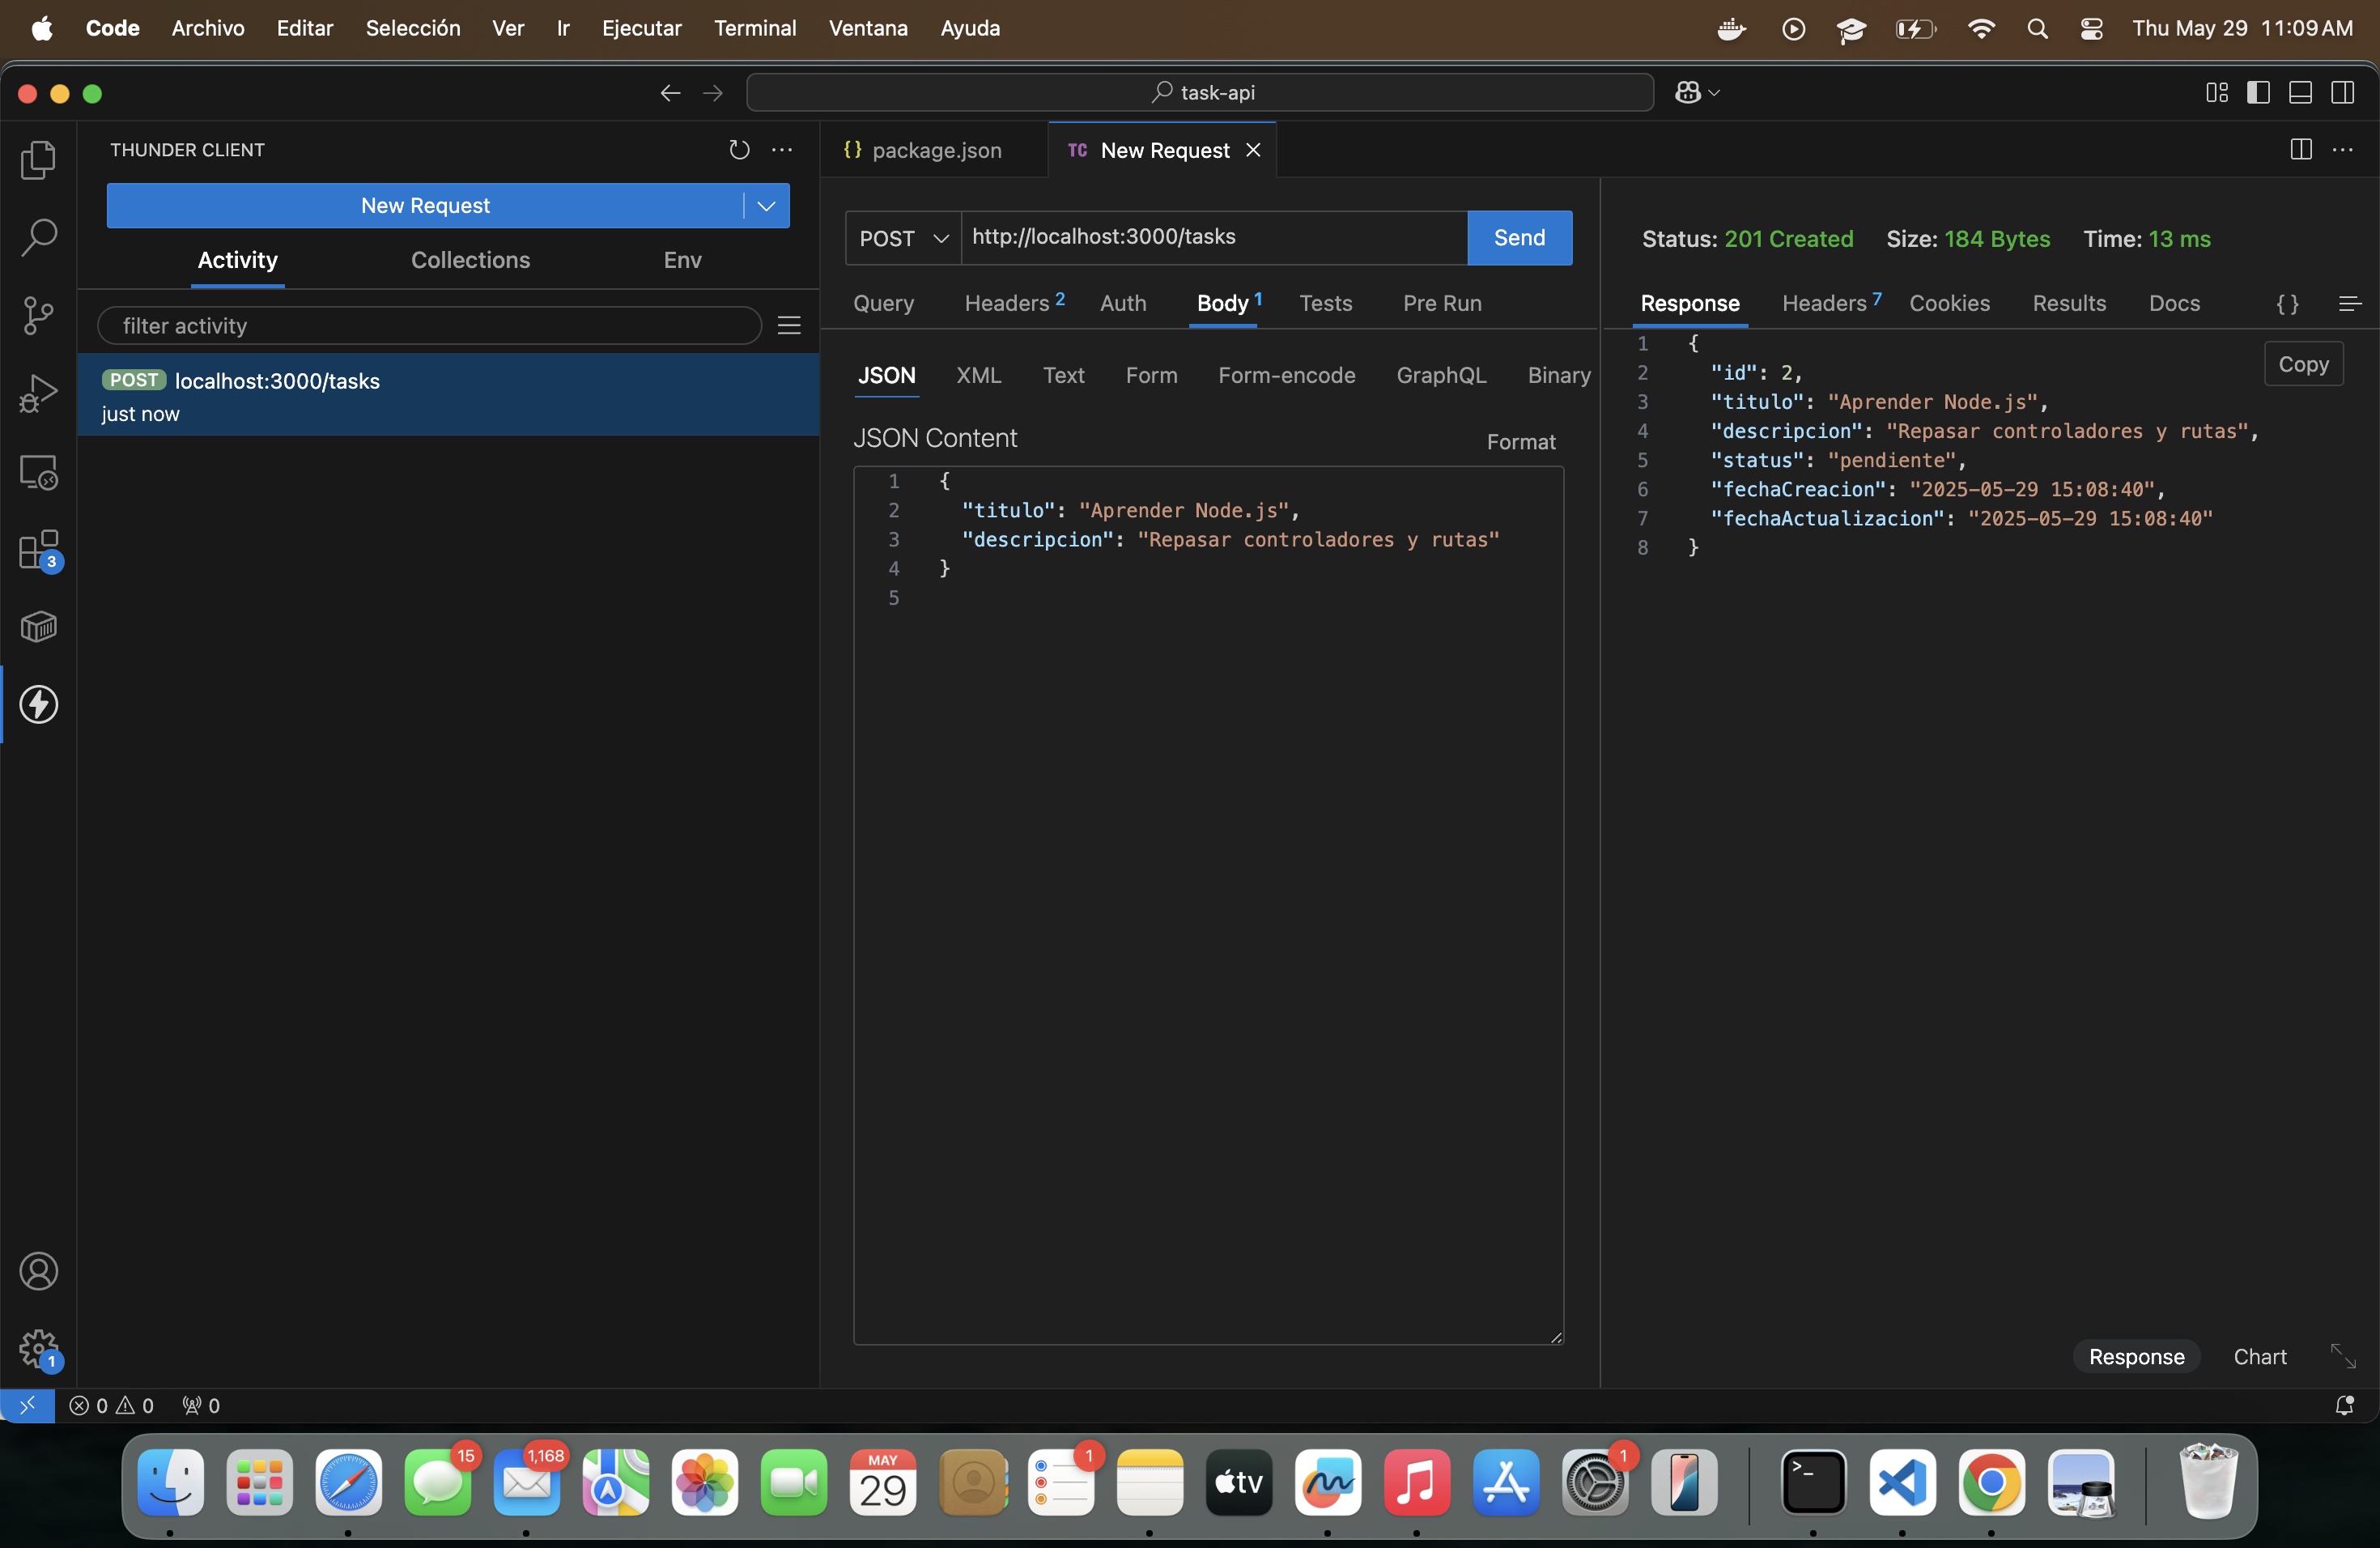 Code Archivo Editar Selección Ver Ir Ejecutar Terminal Ventana Ayuda Thu May 29 11:09 AM
task-api
THUNDER CLIENT
New Request
Activity Collections Env
filter activity
POST localhost:3000/tasks
just now
{} package.json
TC New Request
POST http://localhost:3000/tasks Send
Query Headers 2 Auth Body 1 Tests Pre Run
JSON XML Text Form Form-encode GraphQL Binary
JSON Content
Format
1 {
2 "titulo": "Aprender Node.js",
3 "descripcion": "Repasar controladores y rutas"
4 }
5
Status: 201 Created Size: 184 Bytes Time: 13 ms
Response Headers 7 Cookies Results Docs {}
Copy
1 {
2 "id": 2,
3 "titulo": "Aprender Node.js",
4 "descripcion": "Repasar controladores y rutas",
5 "status": "pendiente",
6 "fechaCreacion": "2025-05-29 15:08:40",
7 "fechaActualizacion": "2025-05-29 15:08:40"
8 }
Response Chart
3
1
0 0 0
15 1,168 MAY 29 1 tv 1 >_